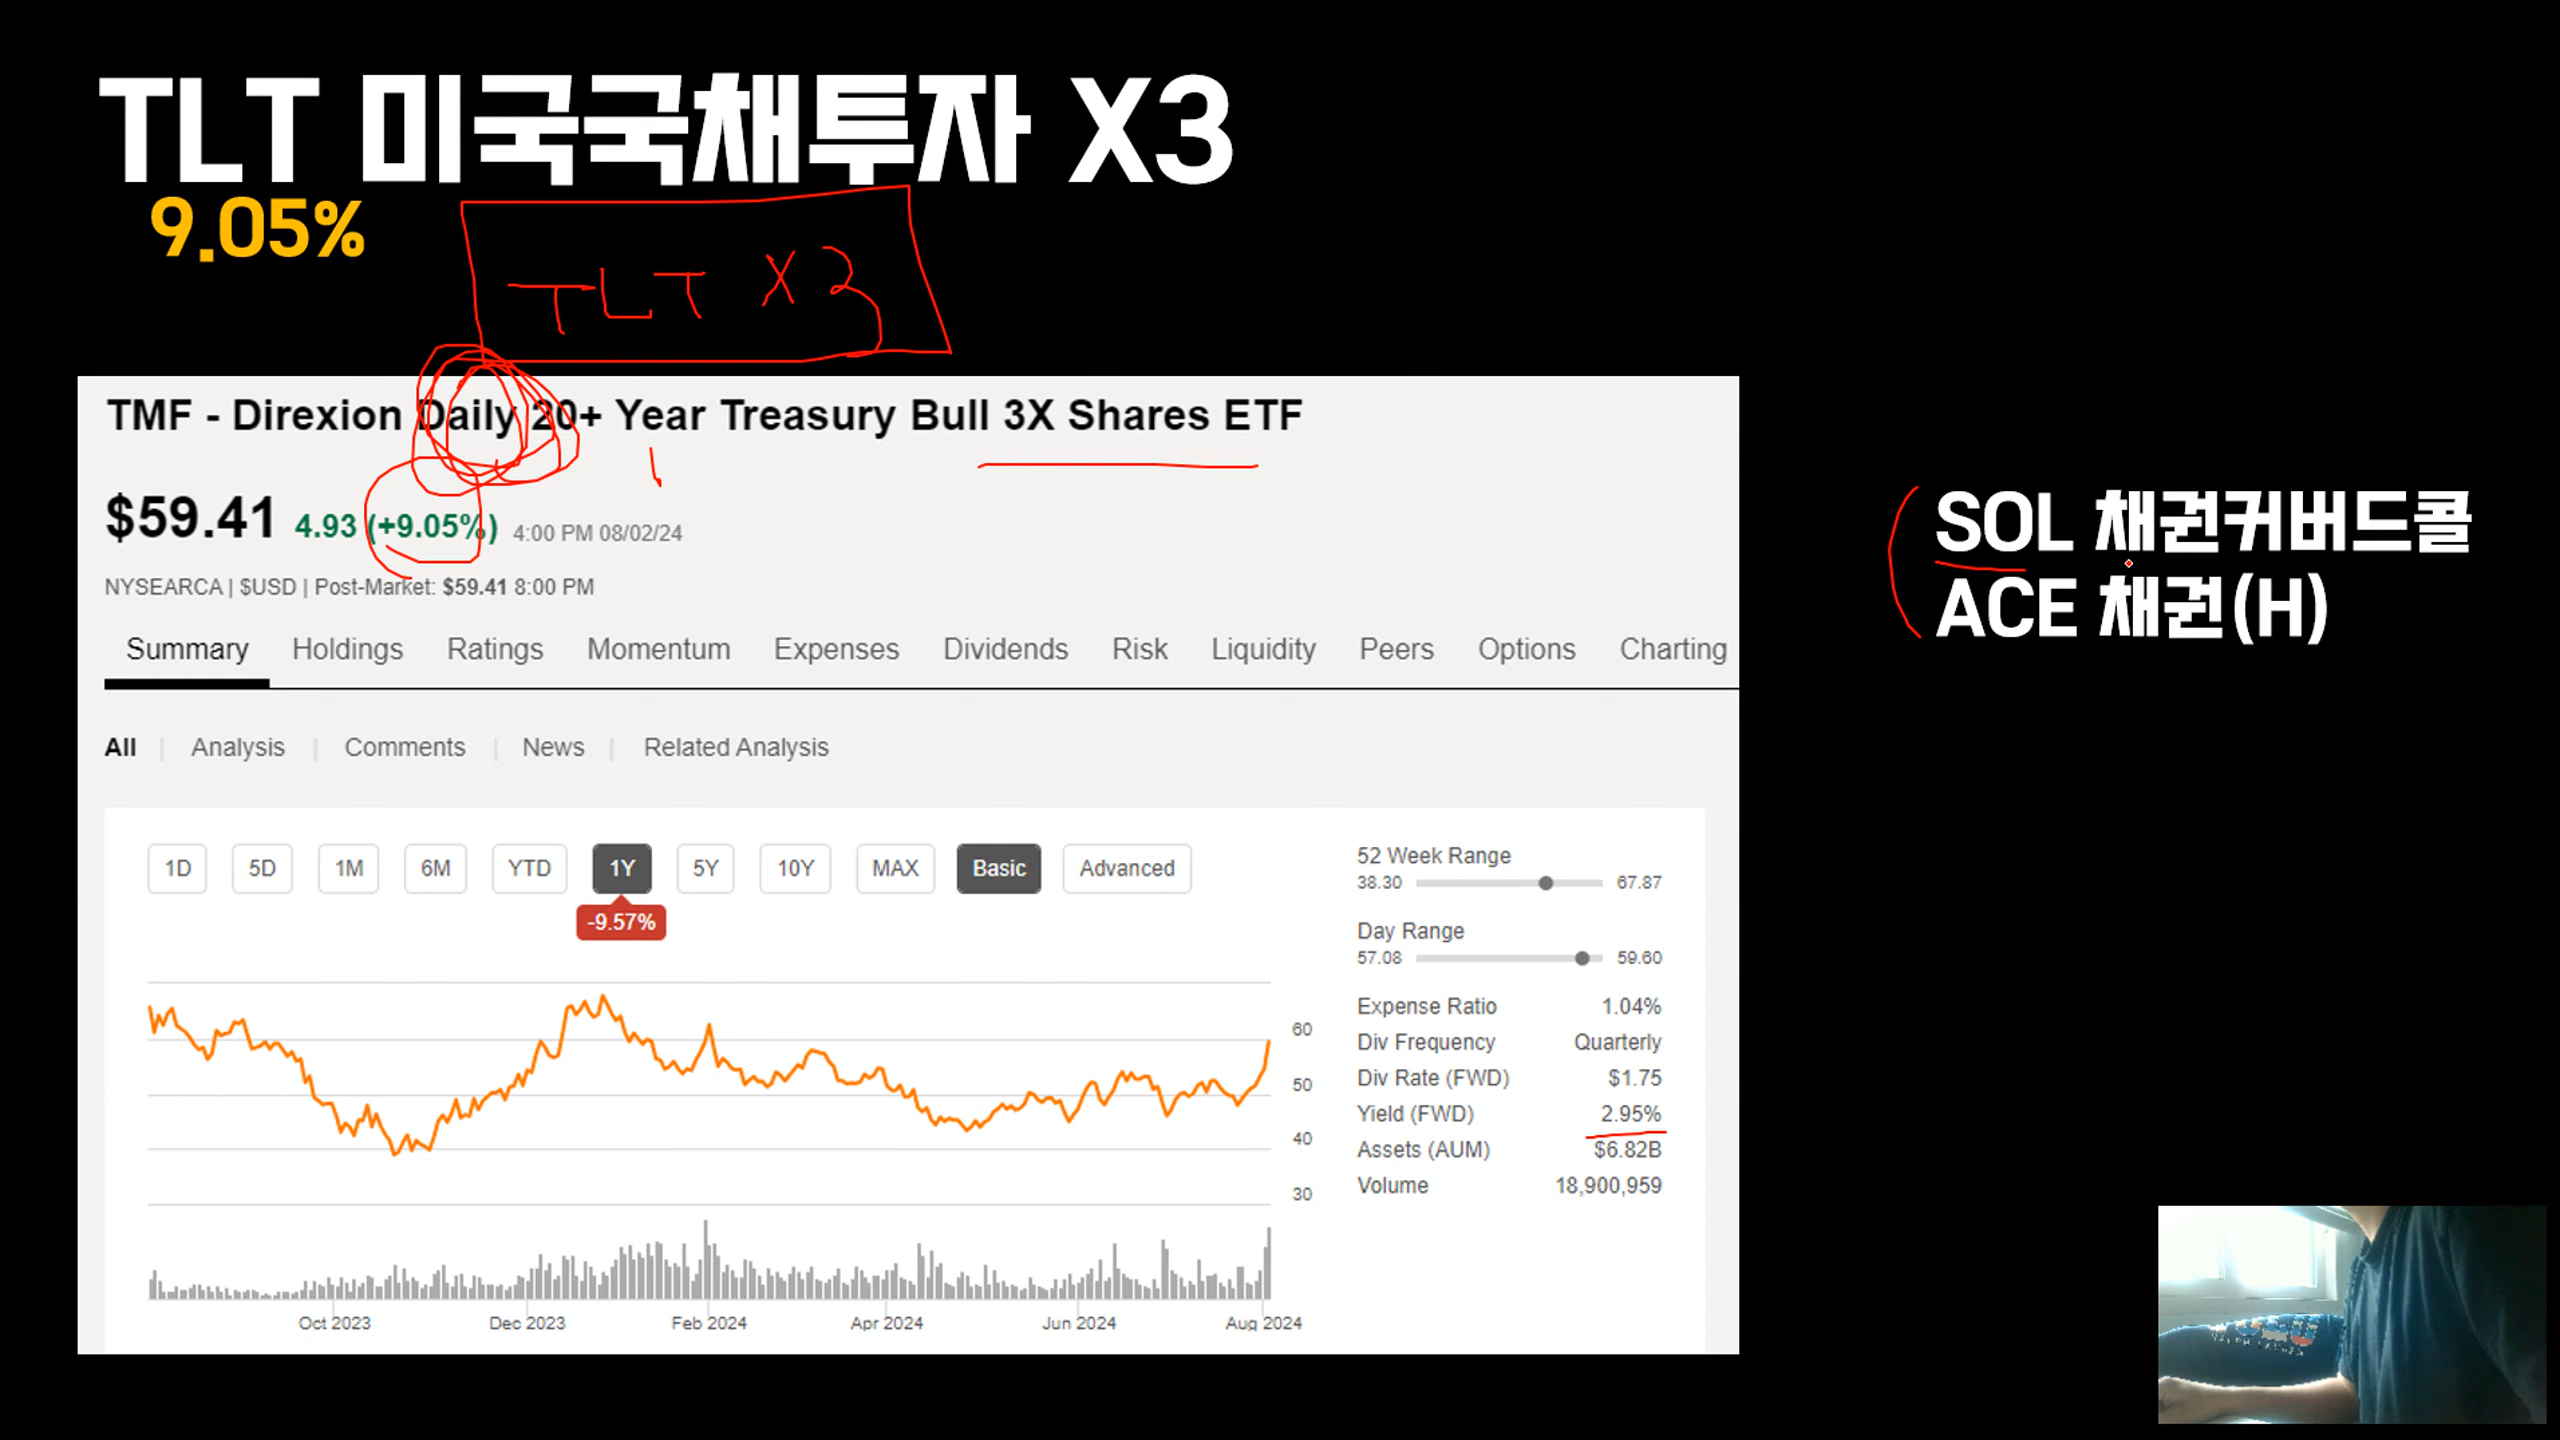 TLT 미국국채투자 X3
9.05%
TLT X3
TMF - Direxion Daily 20+ Year Treasury Bull 3X Shares ETF
$59.41 4.93 (+9.05%) 4:00 PM 08/02/24
NYSEARCA | $USD | Post-Market: $59.41 8:00 PM
Summary Holdings Ratings Momentum Expenses Dividends Risk Liquidity Peers Options Charting
All | Analysis | Comments | News | Related Analysis
1D 5D 1M 6M YTD 1Y 5Y 10Y MAX Basic Advanced
-9.57%
60
50
40
30
Oct 2023 Dec 2023 Feb 2024 Apr 2024 Jun 2024 Aug 2024
52 Week Range
38.30 67.87
Day Range
57.08 59.60
Expense Ratio 1.04%
Div Frequency Quarterly
Div Rate (FWD) $1.75
Yield (FWD) 2.95%
Assets (AUM) $6.82B
Volume 18,900,959
SOL 채권커버드콜
ACE 채권(H)